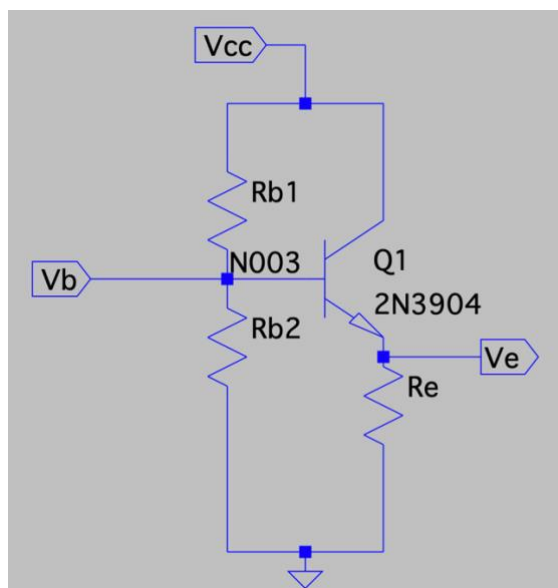 Vcc
Rb1
Vb
N003
Q1
2N3904
Rb2
Ve
Re